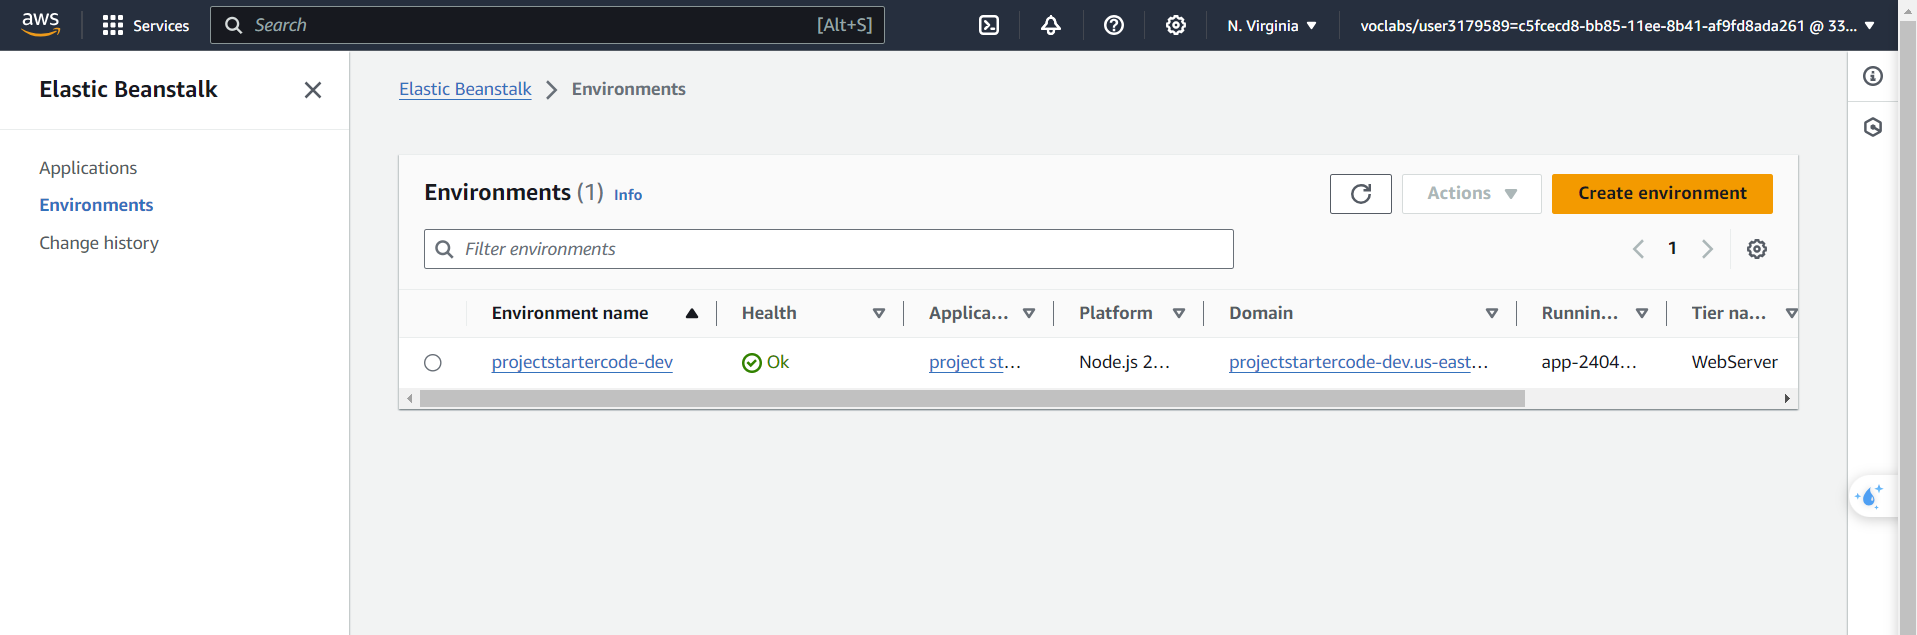 aws
Services
Search
[Alt+S]
N. Virginia
voclabs/user3179589=c5fcecd8-bb85-11ee-8b41-af9fd8ada261 @ 33...
Elastic Beanstalk
Applications
Environments
Change history
Elastic Beanstalk
Environments
Environments (1) Info
Actions
Create environment
Filter environments
1
Environment name
Health
Applica...
Platform
Domain
Runnin...
Tier na...
projectstartercode-dev
Ok
project st...
Node.js 2...
projectstartercode-dev.us-east...
app-2404...
WebServer